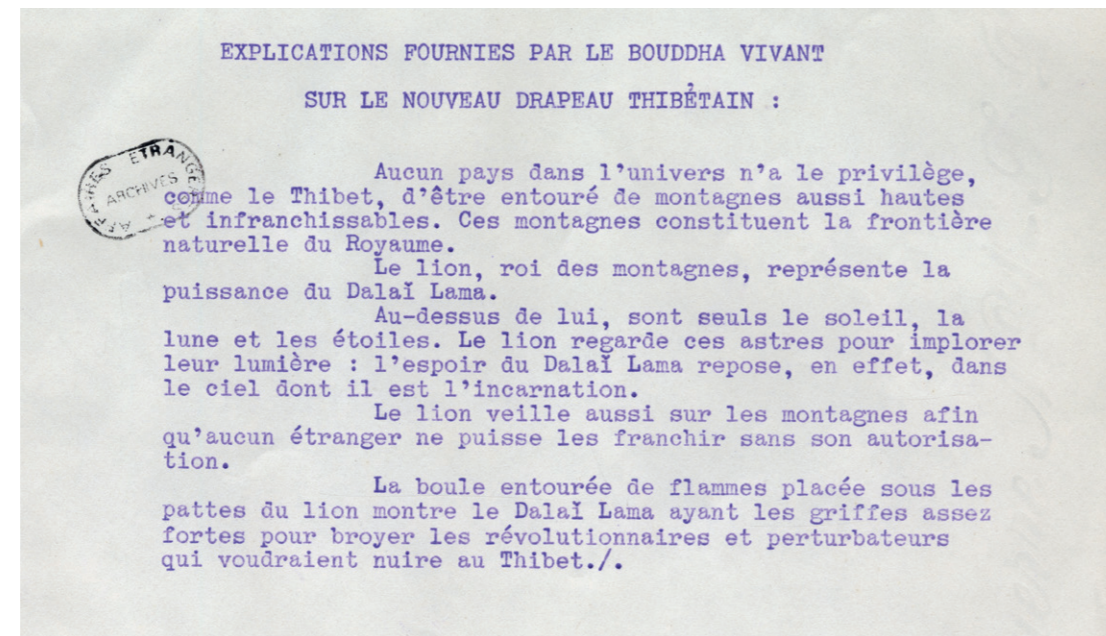 EXPLICATIONS FOURNIES PAR LE BOUDDHA VIVANT
SUR LE NOUVEAU DRAPEAU THIBÉTAIN :
AFFAIRES ETRANGERES
ARCHIVES
Aucun pays dans l'univers n'a le privilège,
comme le Thibet, d'être entouré de montagnes aussi hautes
et infranchissables. Ces montagnes constituent la frontière
naturelle du Royaume.
Le lion, roi des montagnes, représente la
puissance du Dalaï Lama.
Au-dessus de lui, sont seuls le soleil, la
lune et les étoiles. Le lion regarde ces astres pour implorer
leur lumière : l'espoir du Dalaï Lama repose, en effet, dans
le ciel dont il est l'incarnation.
Le lion veille aussi sur les montagnes afin
qu'aucun étranger ne puisse les franchir sans son autorisa-
tion.
La boule entourée de flammes placée sous les
pattes du lion montre le Dalaï Lama ayant les griffes assez
fortes pour broyer les révolutionnaires et perturbateurs
qui voudraient nuire au Thibet./.